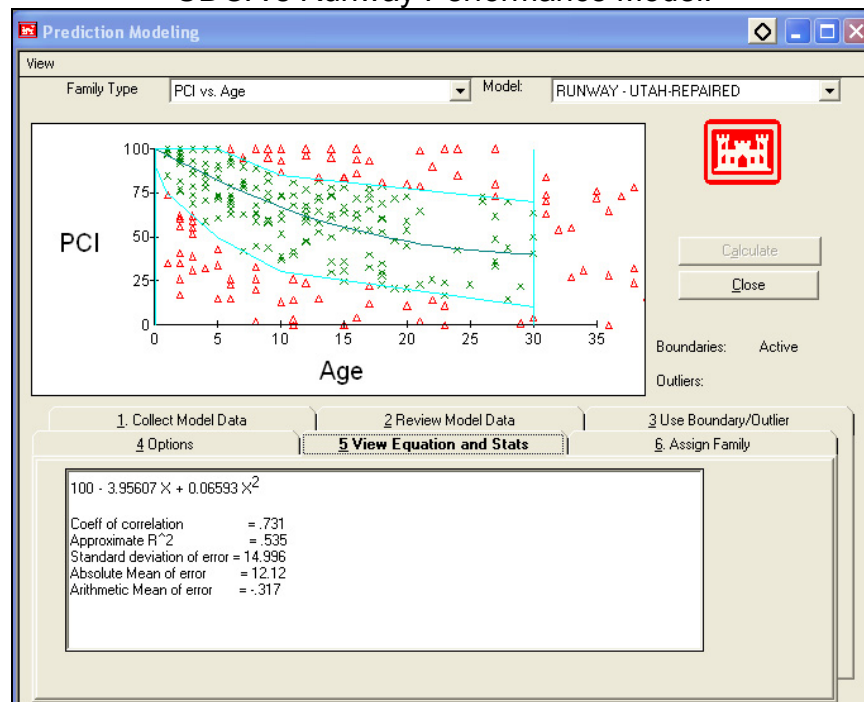 Prediction Modeling
View
Family Type PCI vs. Age Model: RUNWAY - UTAH-REPAIRED
100
75
50
25
0
PCI
0 5 10 15 20 25 30 35
Age
Calculate
Close
Boundaries: Active
Outliers:
1. Collect Model Data 2 Review Model Data 3 Use Boundary/Outlier
4 Options 5 View Equation and Stats 6. Assign Family
100 - 3.95607 X + 0.06593 X^2
Coeff of correlation = .731
Approximate R^2 = .535
Standard deviation of error = 14.996
Absolute Mean of error = 12.12
Arithmetic Mean of error = -.317